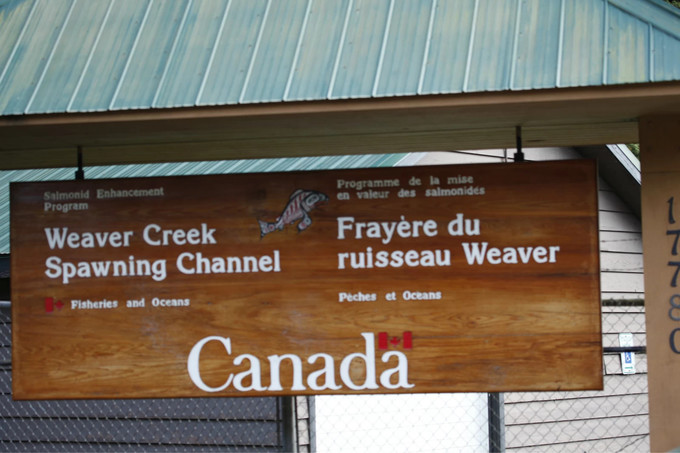 Salmonid Enhancement
Program
Weaver Creek
Spawning Channel
Fisheries and Oceans
Programme de la mise
en valeur des salmonidés
Frayère du
ruisseau Weaver
Pêches et Océans
Canada
17780